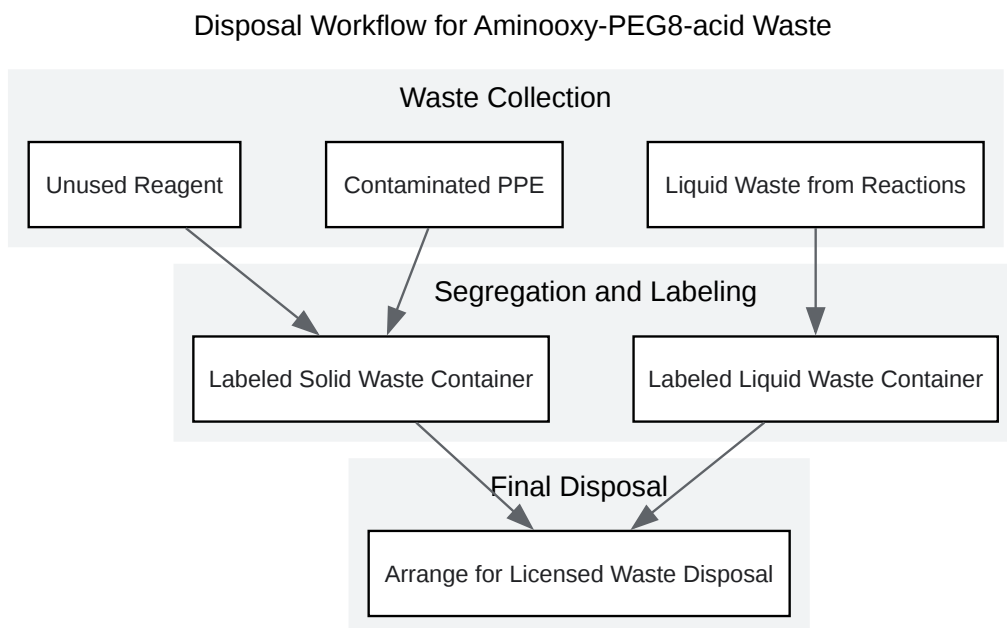 Disposal Workflow for Aminooxy-PEG8-acid Waste
Waste Collection
Unused Reagent
Contaminated PPE
Liquid Waste from Reactions
Segregation and Labeling
Labeled Solid Waste Container
Labeled Liquid Waste Container
Final Disposal
Arrange for Licensed Waste Disposal